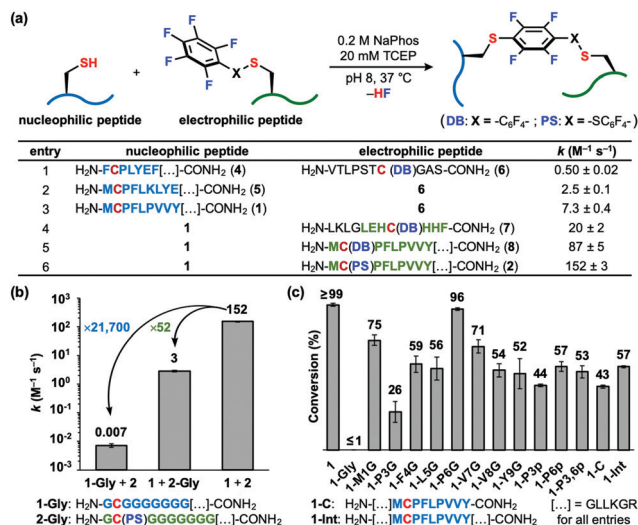 (a)
SH
nucleophilic peptide
+
F
F
F
F
F
X
S
electrophilic peptide
0.2 M NaPhos
20 mM TCEP
pH 8, 37 °C
–HF
S
F
F
F
F
X
S
(DB: X = -C6F4- ; PS: X = -SC6F4-)
entry nucleophilic peptide electrophilic peptide k (M⁻¹ s⁻¹)
1 H2N-FCPLYEF[...]-CONH2 (4) H2N-VTLPSTC(DB)GAS-CONH2 (6) 0.50 ± 0.02
2 H2N-MCPFLKLYE[...]-CONH2 (5) 6 2.5 ± 0.1
3 H2N-MCPFLPVVY[...]-CONH2 (1) 6 7.3 ± 0.4
4 1 H2N-LKLGLEHC(DB)HHF-CONH2 (7) 20 ± 2
5 1 H2N-MC(DB)PFLPVVY[...]-CONH2 (8) 87 ± 5
6 1 H2N-MC(PS)PFLPVVY[...]-CONH2 (2) 152 ± 3
(b)
k (M⁻¹ s⁻¹)
10³
10²
10¹
10⁰
10⁻¹
10⁻²
10⁻³
×21,700
×52
152
3
0.007
1-Gly + 2
1 + 2-Gly
1 + 2
1-Gly: H2N-GCGGGGGGG[...]-CONH2
2-Gly: H2N-GC(PS)GGGGGGG[...]-CONH2
(c)
Conversion (%)
≥99
≤1
75
26
59
56
96
71
54
52
44
57
53
43
57
1
1-Gly
1-M1G
1-P3G
1-F4G
1-L5G
1-P6G
1-V7G
1-V8G
1-Y9G
1-P3p
1-P6p
1-P3,6p
1-C
1-Int
1-C: H2N-[...]MCPFLPVVY-CONH2 [...] = GLLKGR
1-Int: H2N-[...]MCPFLPVVY[...]-CONH2 for all entries